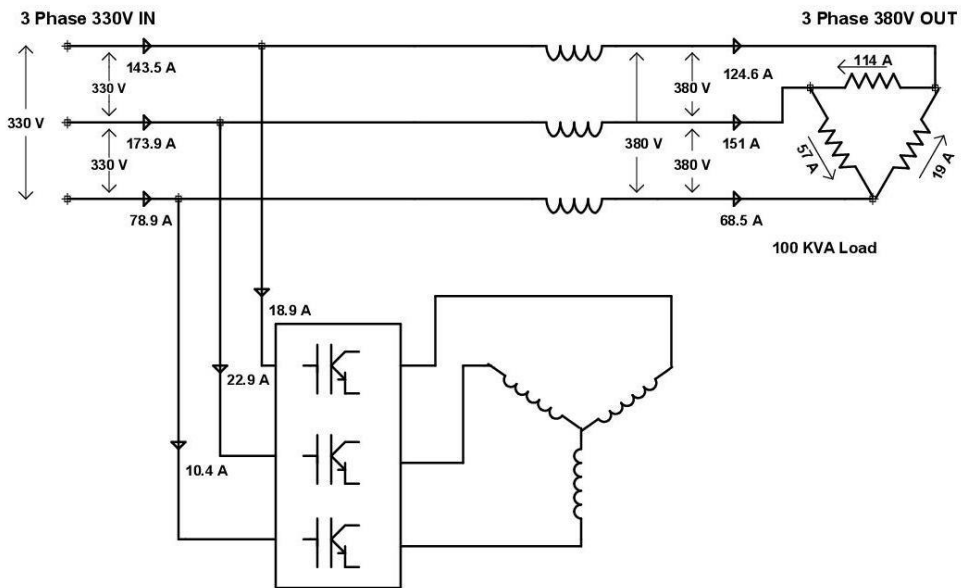 3 Phase 330V IN
3 Phase 380V OUT
143.5 A
124.6 A
114 A
330 V
380 V
330 V
173.9 A
380 V
151 A
57 A
19 A
330 V
380 V
78.9 A
68.5 A
100 KVA Load
18.9 A
22.9 A
10.4 A